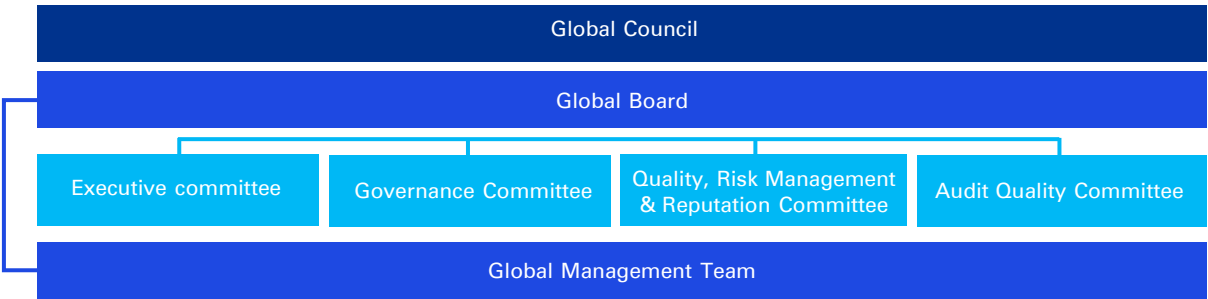 Global Council
Global Board
Executive committee
Governance Committee
Quality, Risk Management
& Reputation Committee
Audit Quality Committee
Global Management Team